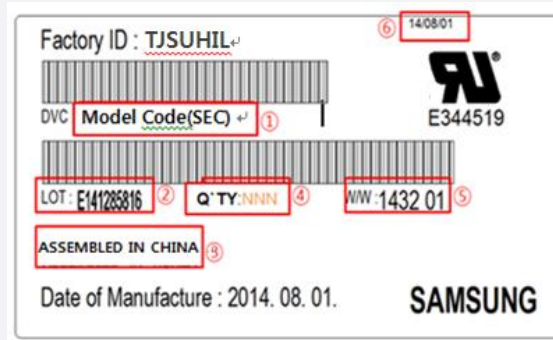 ⑥ 14/08/01
Factory ID : TJSUHIL↵
DVC Model Code(SEC) ↵ ①
E344519
LOT : E141285816 ② Q`TY:NNN ④ W/W :1432 01 ⑤
ASSEMBLED IN CHINA ③
Date of Manufacture : 2014. 08. 01. SAMSUNG